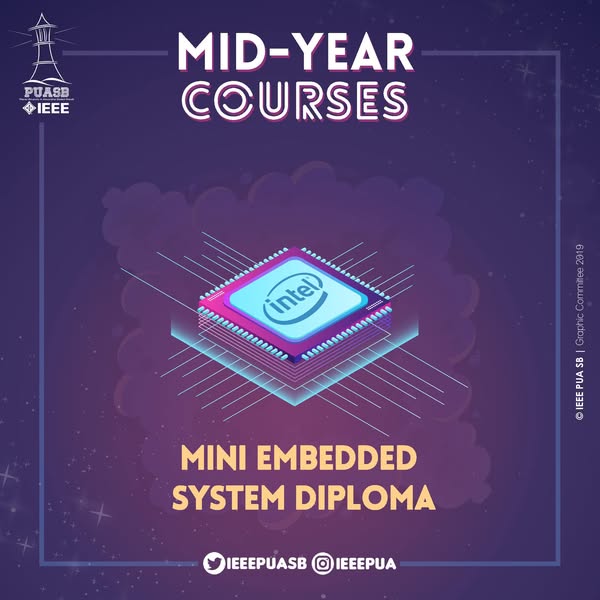 MID-YEAR
COURSES
PUASB
IEEE
intel
MINI EMBEDDED
SYSTEM DIPLOMA
© IEEE PUA SB | Graphic Committee 2019
IEEEPUASB IEEEPUA